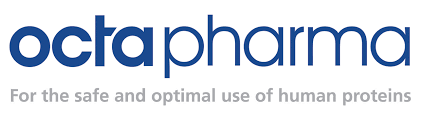 octapharma
For the safe and optimal use of human proteins